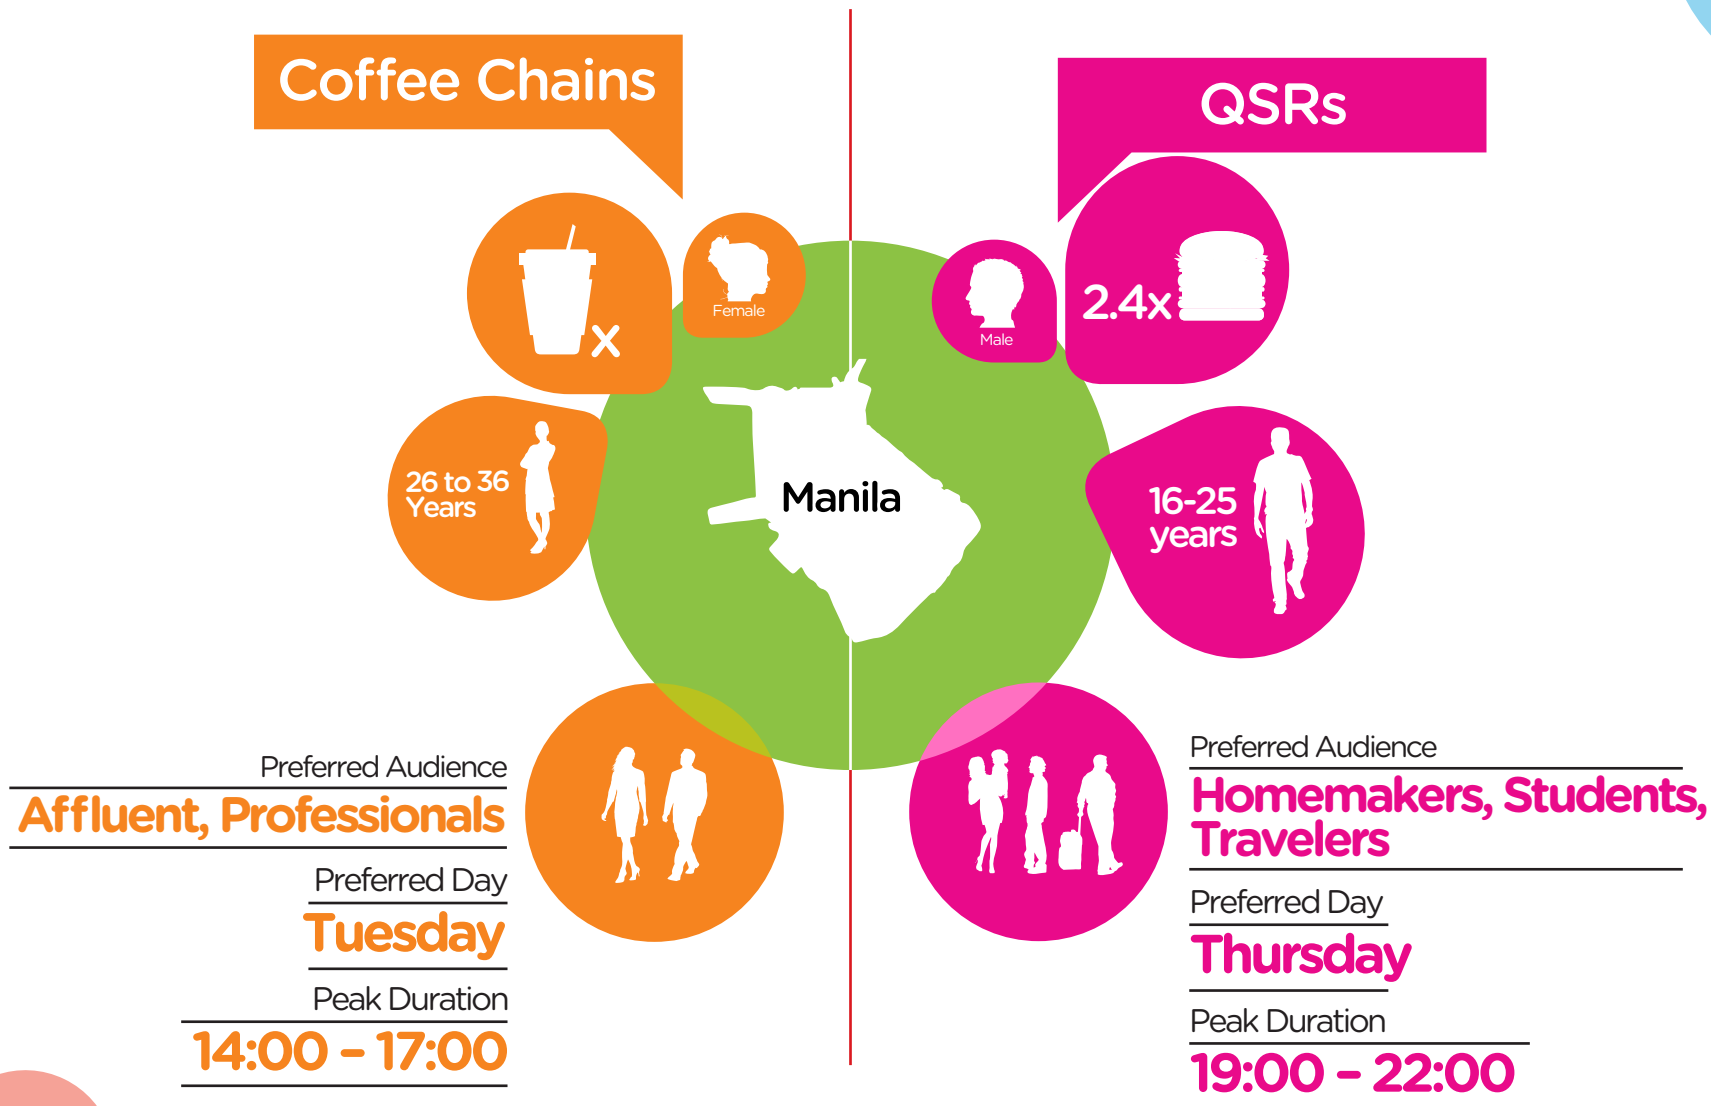 Coffee Chains
x
Female
26 to 36
Years
Preferred Audience
Affluent, Professionals
Preferred Day
Tuesday
Peak Duration
14:00 – 17:00
Manila
QSRs
Male
2.4x
16-25
years
Preferred Audience
Homemakers, Students,
Travelers
Preferred Day
Thursday
Peak Duration
19:00 – 22:00